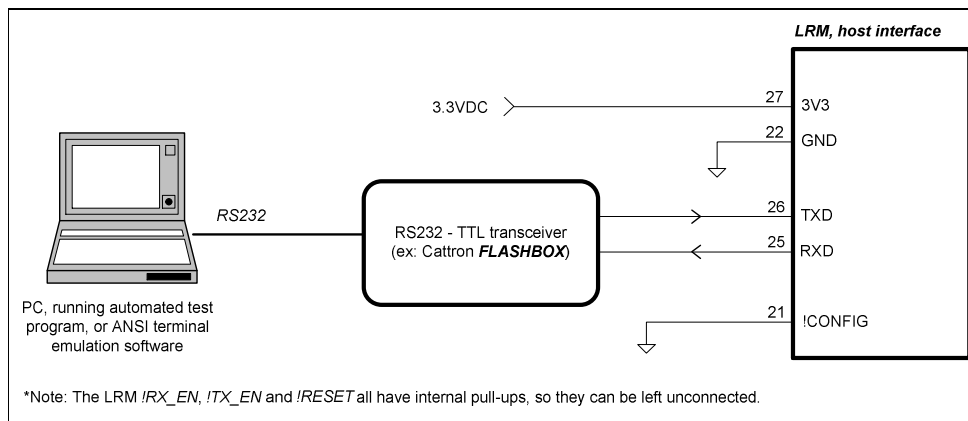 LRM, host interface
3.3VDC
27
3V3
22
GND
26
TXD
25
RXD
21
!CONFIG
RS232
RS232 - TTL transceiver
(ex: Cattron FLASHBOX)
PC, running automated test
program, or ANSI terminal
emulation software
*Note: The LRM !RX_EN, !TX_EN and !RESET all have internal pull-ups, so they can be left unconnected.